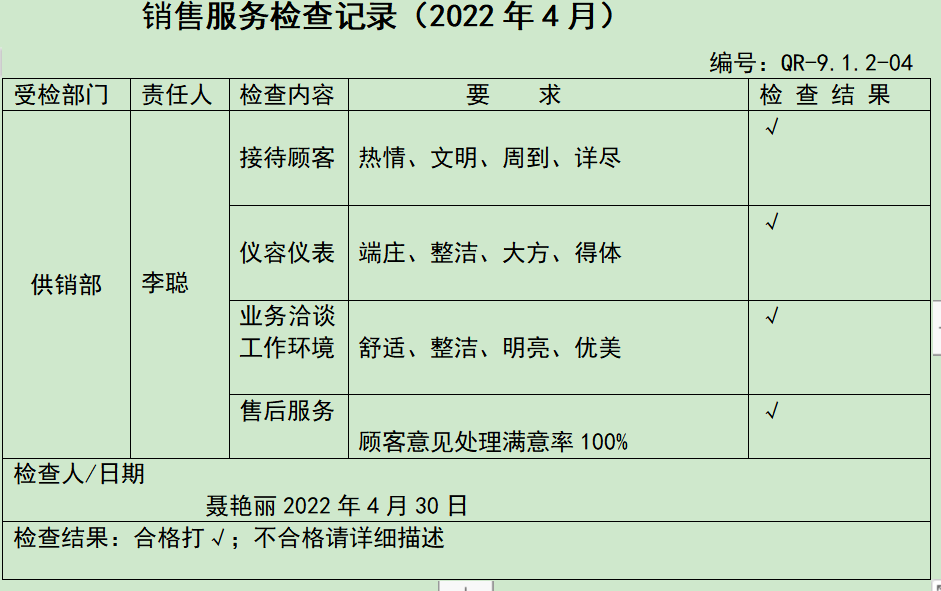 销售服务检查记录（2022 年 4 月）
编号：QR-9.1.2-04
受检部门 责任人 检查内容 要 求 检 查 结 果
供销部 李聪
接待顾客 热情、文明、周到、详尽 √
仪容仪表 端庄、整洁、大方、得体 √
业务洽谈
工作环境 舒适、整洁、明亮、优美 √
售后服务 √
顾客意见处理满意率 100%
检查人/日期
聂艳丽 2022 年 4 月 30 日
检查结果：合格打√；不合格请详细描述